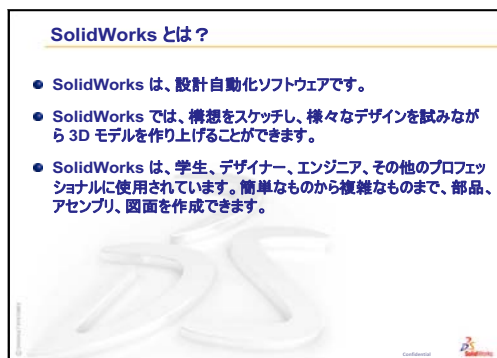 SolidWorks とは？
SolidWorks は、設計自動化ソフトウェアです。
SolidWorks では、構想をスケッチし、様々なデザインを試みなが
ら 3D モデルを作り上げることができます。
SolidWorks は、学生、デザイナー、エンジニア、その他のプロフェッ
ショナルに使用されています。簡単なものから複雑なものまで、部品、
アセンブリ、図面を作成できます。
Confidential
SolidWorks